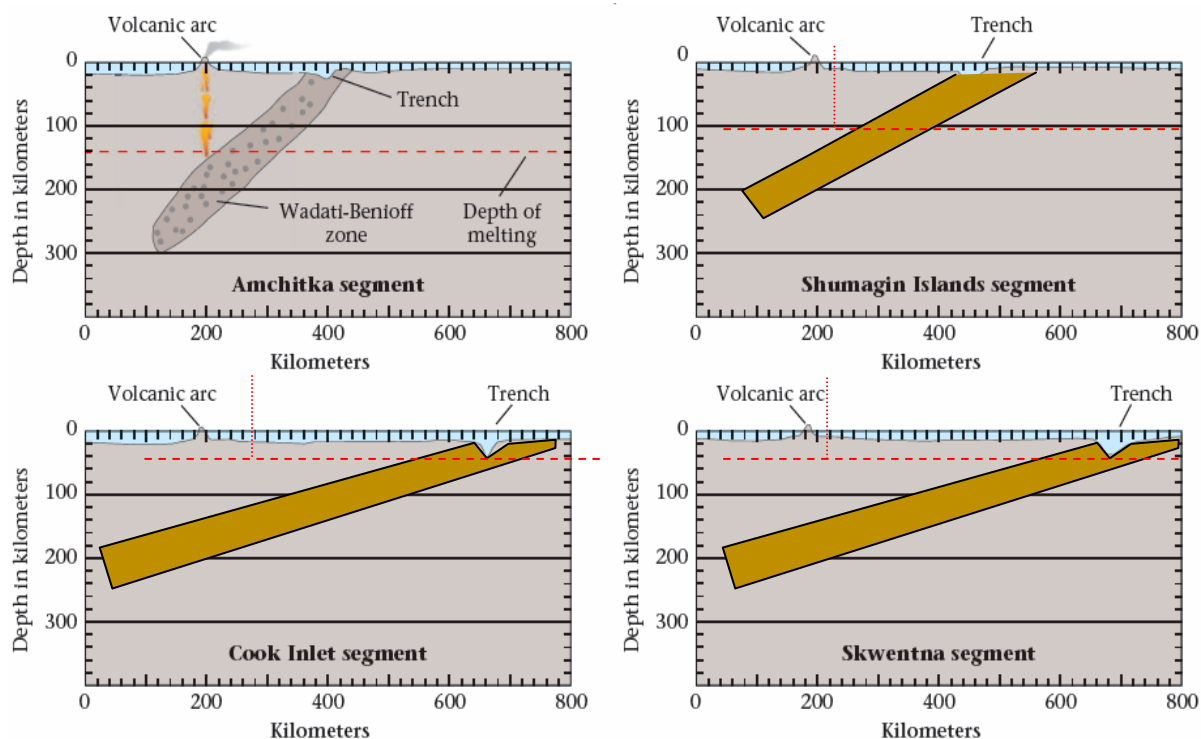 Volcanic arc
Trench
Wadati-Benioff
zone
Depth of
melting
Amchitka segment
Depth in kilometers
0
100
200
300
0
200
400
600
800
Kilometers
Volcanic arc
Trench
Shumagin Islands segment
Depth in kilometers
0
100
200
300
0
200
400
600
800
Kilometers
Volcanic arc
Trench
Cook Inlet segment
Depth in kilometers
0
100
200
300
0
200
400
600
800
Kilometers
Volcanic arc
Trench
Skwentna segment
Depth in kilometers
0
100
200
300
0
200
400
600
800
Kilometers